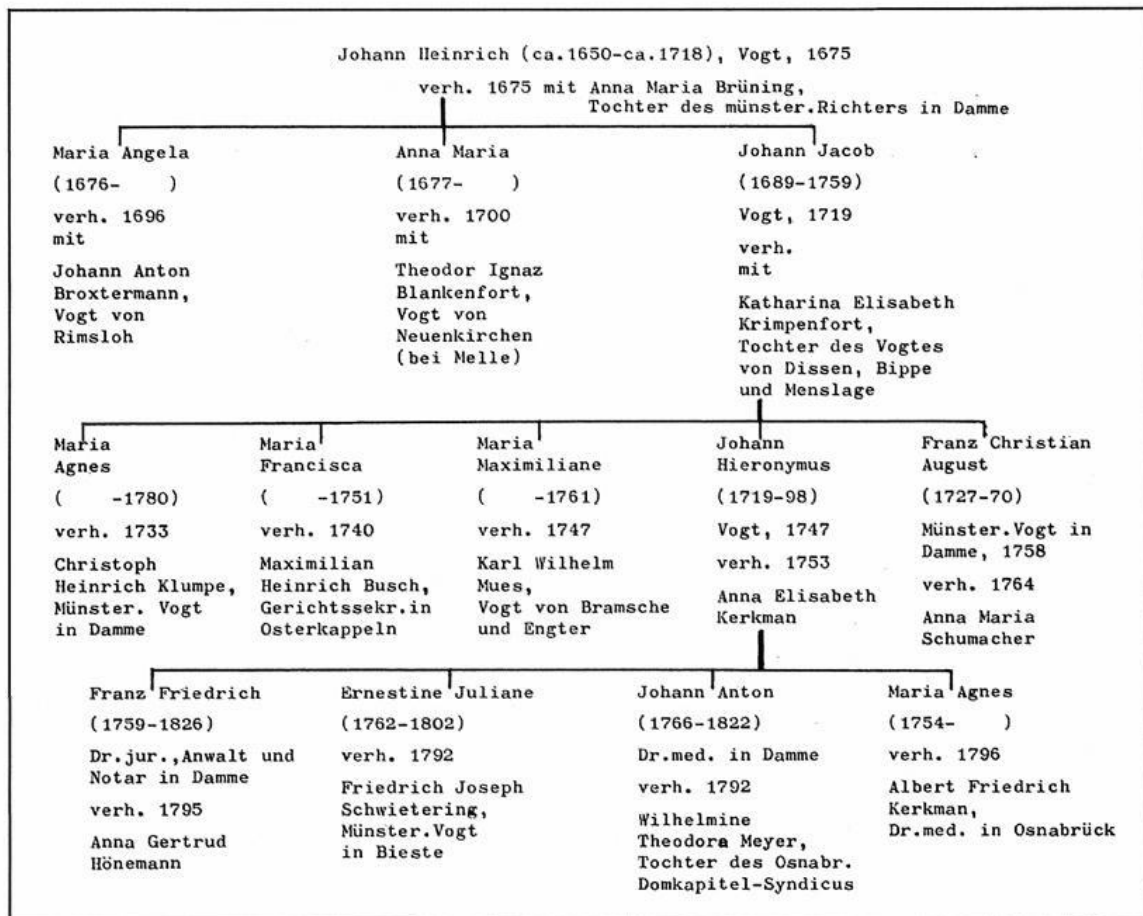 Johann Heinrich (ca.1650-ca.1718), Vogt, 1675
verh. 1675 mit Anna Maria Brüning,
Tochter des münster.Richters in Damme
Maria Angela
(1676-     )
verh. 1696
mit
Johann Anton
Broxtermann,
Vogt von
Rimsloh
Anna Maria
(1677-     )
verh. 1700
mit
Theodor Ignaz
Blankenfort,
Vogt von
Neuenkirchen
(bei Melle)
Johann Jacob
(1689-1759)
Vogt, 1719
verh.
mit
Katharina Elisabeth
Krimpenfort,
Tochter des Vogtes
von Dissen, Bippe
und Menslage
Maria
Agnes
(     -1780)
verh. 1733
Christoph
Heinrich Klumpe,
Münster. Vogt
in Damme
Maria
Francisca
(     -1751)
verh. 1740
Maximilian
Heinrich Busch,
Gerichtssekr.in
Osterkappeln
Maria
Maximiliane
(     -1761)
verh. 1747
Karl Wilhelm
Mues,
Vogt von Bramsche
und Engter
Johann
Hieronymus
(1719-98)
Vogt, 1747
verh. 1753
Anna Elisabeth
Kerkman
Franz Christian
August
(1727-70)
Münster.Vogt in
Damme, 1758
verh. 1764
Anna Maria
Schumacher
Franz Friedrich
(1759-1826)
Dr.jur.,Anwalt und
Notar in Damme
verh. 1795
Anna Gertrud
Hönemann
Ernestine Juliane
(1762-1802)
verh. 1792
Friedrich Joseph
Schwietering,
Münster.Vogt
in Bieste
Johann Anton
(1766-1822)
Dr.med. in Damme
verh. 1792
Wilhelmine
Theodora Meyer,
Tochter des Osnabr.
Domkapitel-Syndicus
Maria Agnes
(1754-     )
verh. 1796
Albert Friedrich
Kerkman,
Dr.med. in Osnabrück